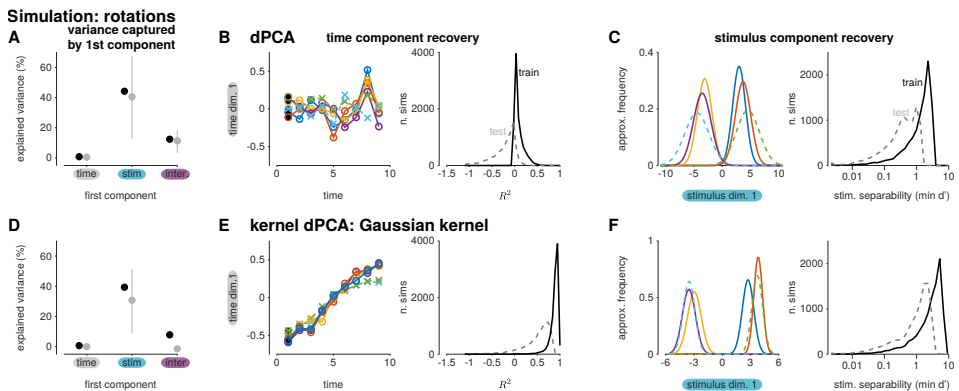 Simulation: rotations
A
variance captured
by 1st component
explained variance (%)
60
40
20
0
time
stim
inter.
first component
B
dPCA
time component recovery
time dim. 1
0.5
0
-0.5
0
5
10
time
n. sims
4000
2000
0
train
test
-1.5
-1
-0.5
0
0.5
1
R²
C
stimulus component recovery
approx. frequency
0.4
0.2
0
-10
-5
0
5
10
stimulus dim. 1
n. sims
2000
1000
0
train
test
0.01
0.1
1
10
stim. separability (min d')
D
explained variance (%)
60
40
20
0
time
stim
inter.
first component
E
kernel dPCA: Gaussian kernel
time dim. 1
0.5
0
-0.5
0
5
10
time
n. sims
4000
2000
0
-1.5
-1
-0.5
0
0.5
1
R²
F
approx. frequency
1
0.5
0
-6
-3
0
3
6
stimulus dim. 1
n. sims
2000
1000
0
0.01
0.1
1
10
stim. separability (min d')